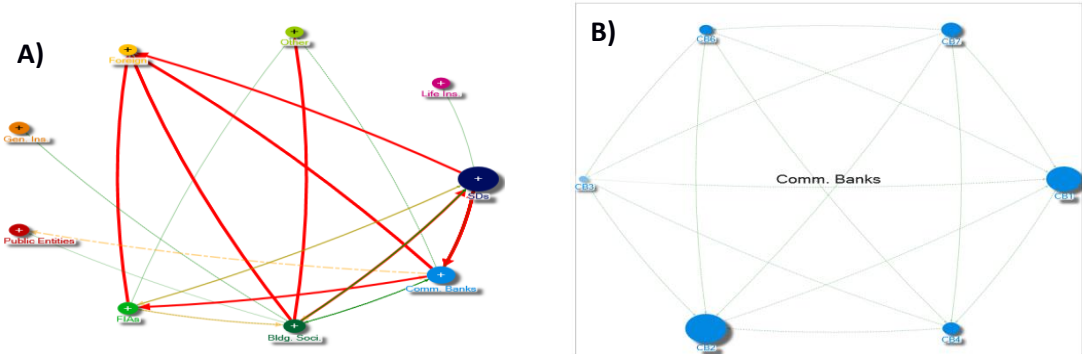 A)
Other
Foreign
Life Ins.
Gen. Ins.
SDs
Public Entities
Comm. Banks
FIAs
Bldg. Soci.
B)
CB6
CB7
CB3
Comm. Banks
CB1
CB2
CB4